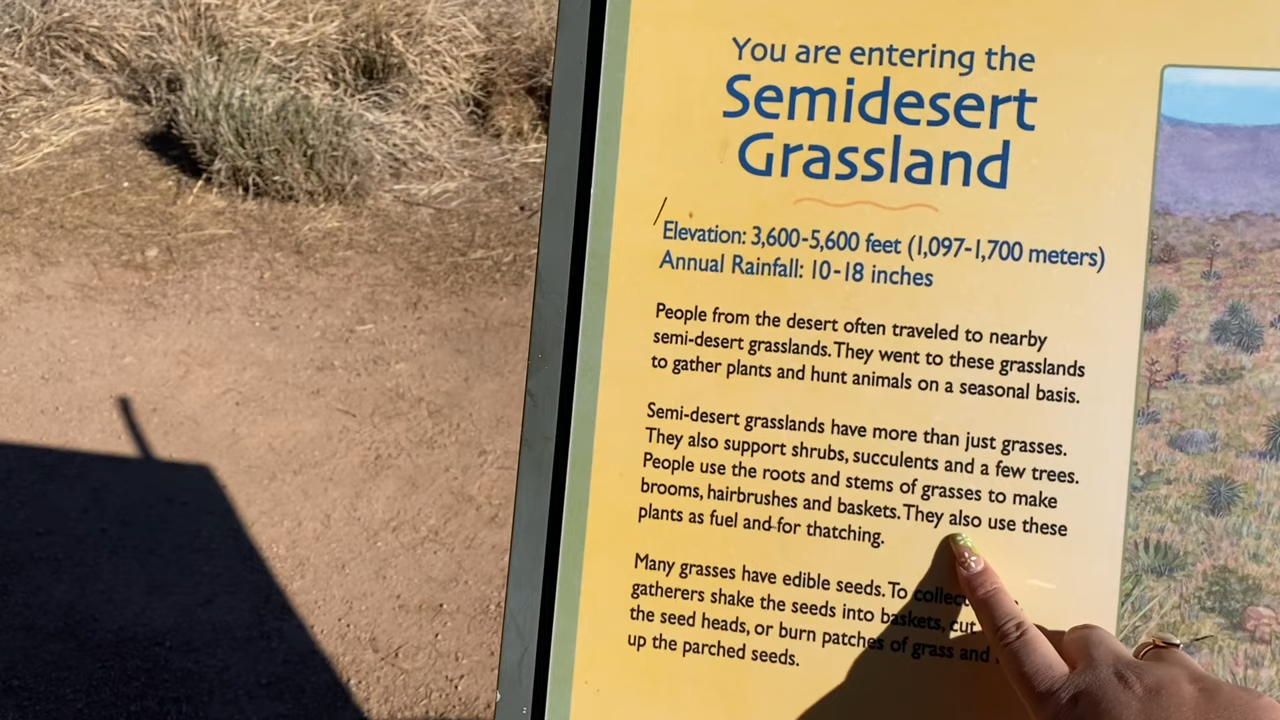 You are entering the
Semidesert
Grassland
Elevation: 3,600-5,600 feet (1,097-1,700 meters)
Annual Rainfall: 10-18 inches
People from the desert often traveled to nearby
semi-desert grasslands. They went to these grasslands
to gather plants and hunt animals on a seasonal basis.
Semi-desert grasslands have more than just grasses.
They also support shrubs, succulents and a few trees.
People use the roots and stems of grasses to make
brooms, hairbrushes and baskets. They also use these
plants as fuel and for thatching.
Many grasses have edible seeds. To collect
gatherers shake the seeds into baskets, cut
the seed heads, or burn patches of grass and
up the parched seeds.